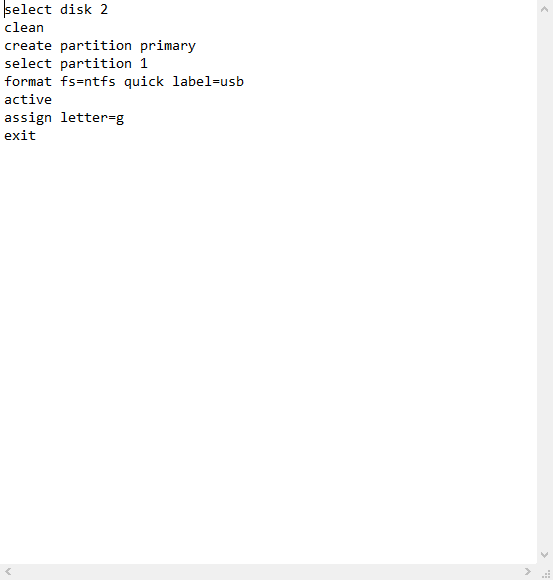 select disk 2
clean
create partition primary
select partition 1
format fs=ntfs quick label=usb
active
assign letter=g
exit